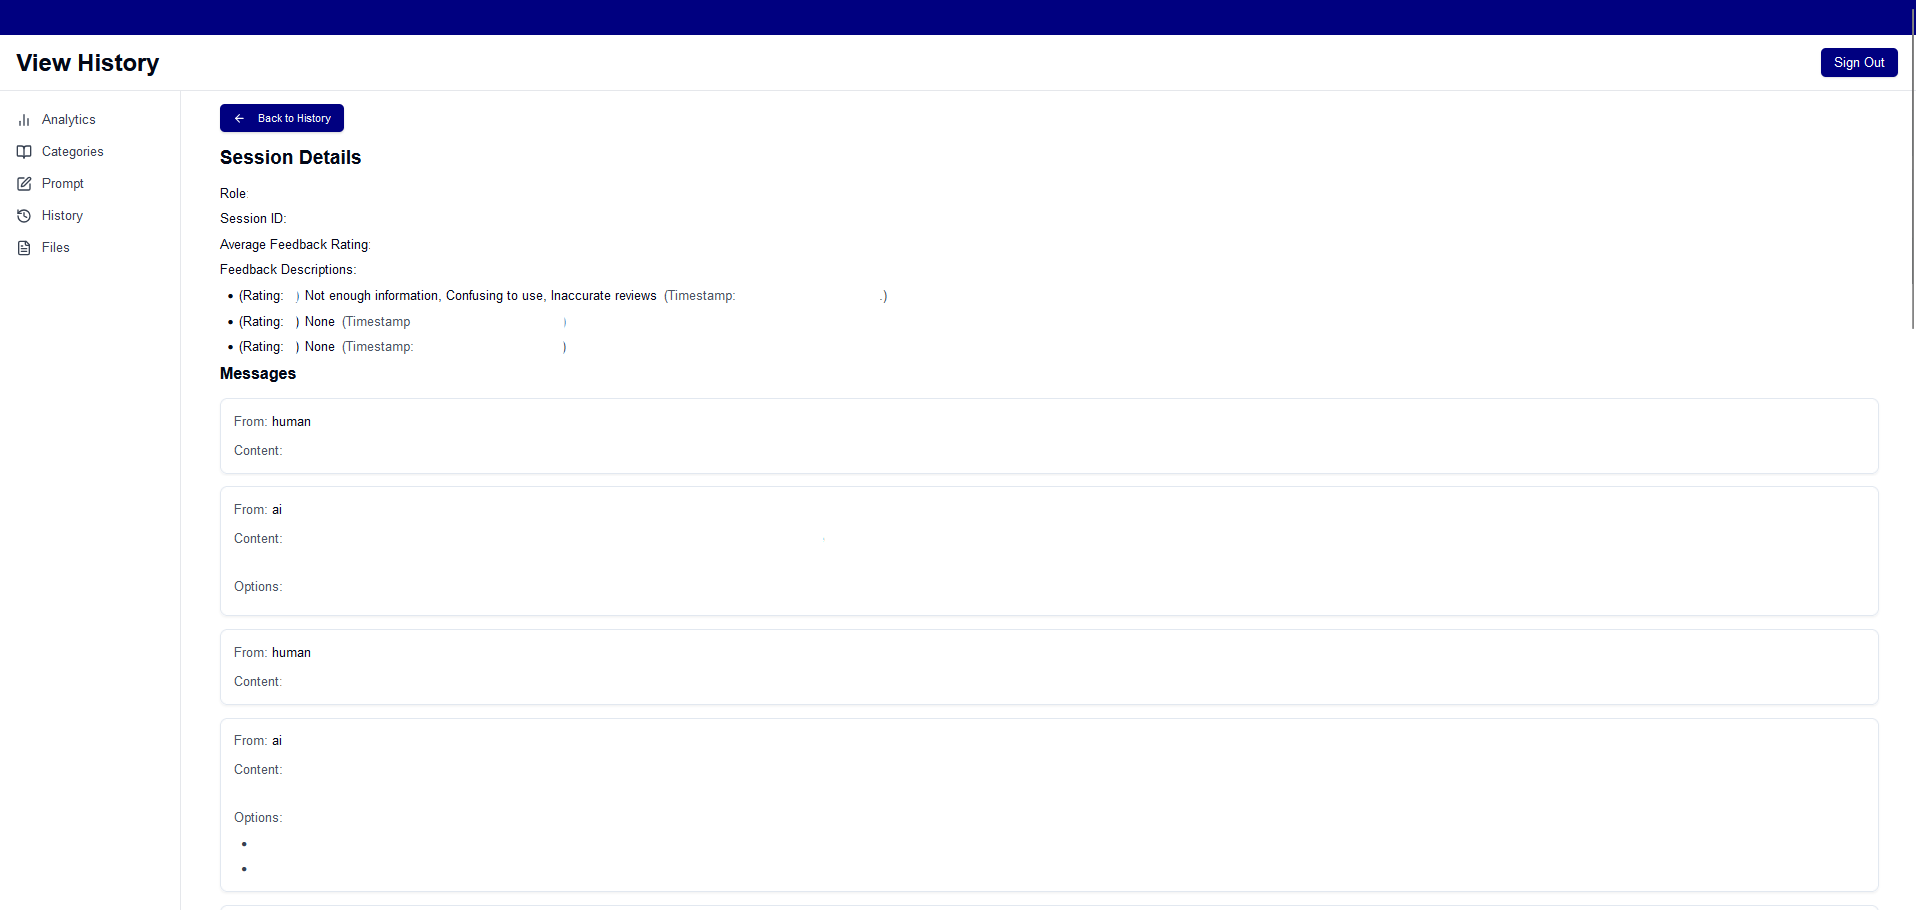 View History
Sign Out
Analytics
Categories
Prompt
History
Files
Back to History
Session Details
Role:
Session ID:
Average Feedback Rating:
Feedback Descriptions:
• (Rating: ) Not enough information, Confusing to use, Inaccurate reviews (Timestamp: .)
• (Rating: ) None (Timestamp )
• (Rating: ) None (Timestamp: )
Messages
From: human
Content:
From: ai
Content:
Options:
From: human
Content:
From: ai
Content:
Options:
•
•